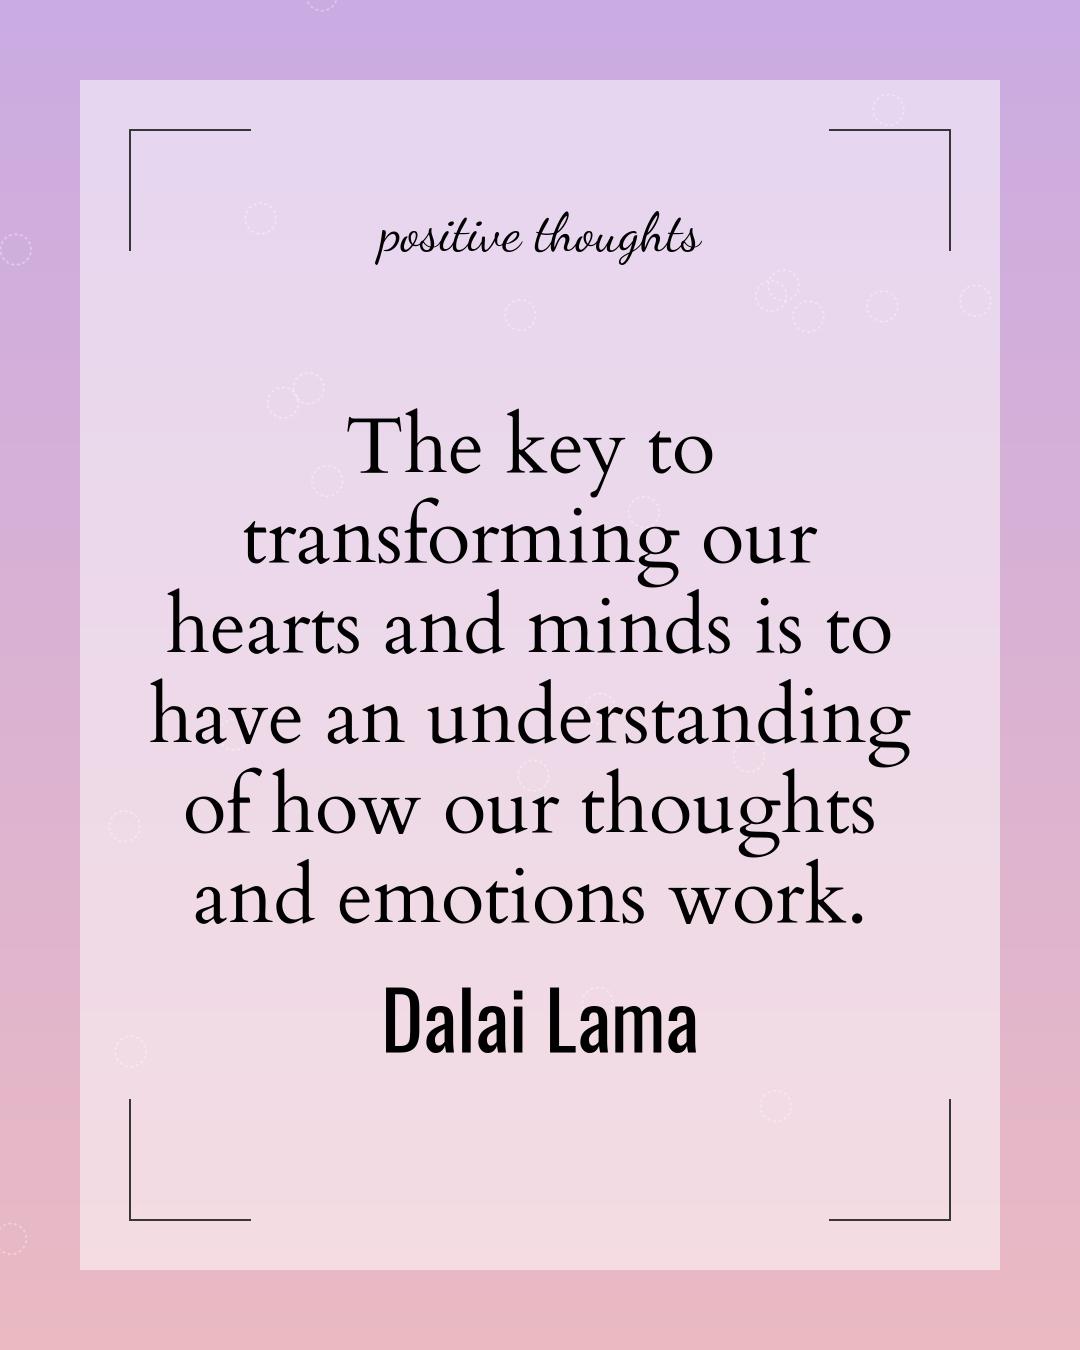 positive thoughts
The key to
transforming our
hearts and minds is to
have an understanding
of how our thoughts
and emotions work.
Dalai Lama